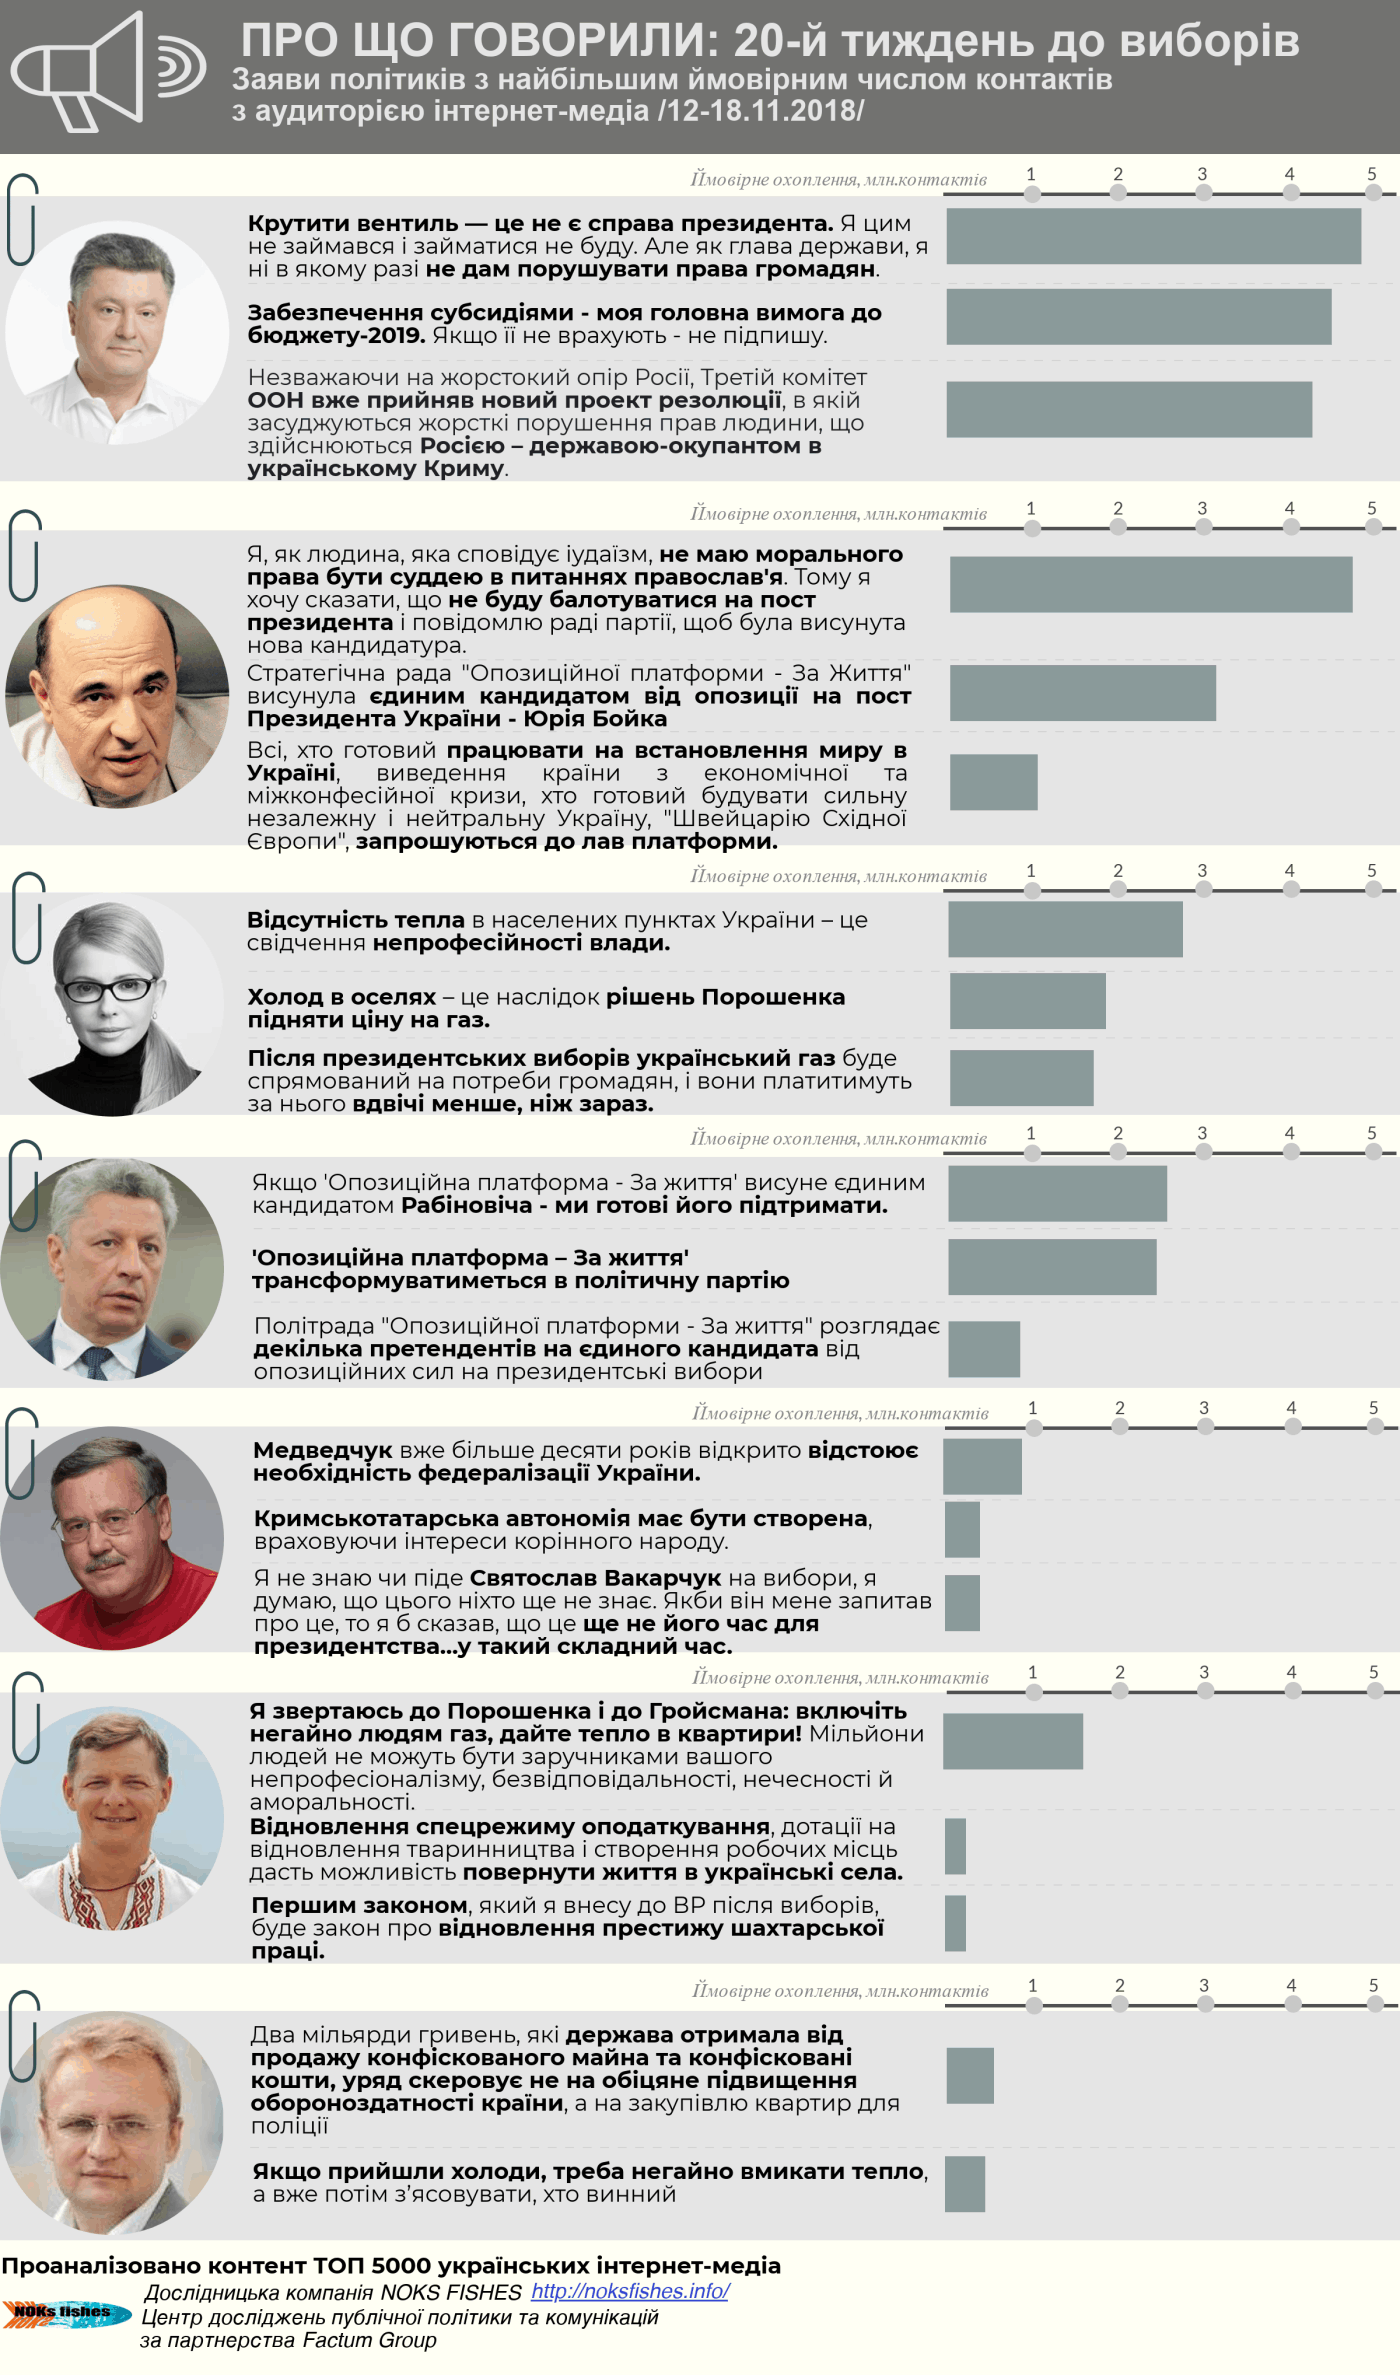 ПРО ЩО ГОВОРИЛИ: 20-й тиждень до виборів
Заяви політиків з найбільшим ймовірним числом контактів
з аудиторією інтернет-медіа /12-18.11.2018/
Ймовірне охоплення, млн.контактів 1 2 3 4 5
Крутити вентиль — це не є справа президента. Я цим
не займався і займатися не буду. Але як глава держави, я
ні в якому разі не дам порушувати права громадян.
Забезпечення субсидіями - моя головна вимога до
бюджету-2019. Якщо її не врахують - не підпишу.
Незважаючи на жорстокий опір Росії, Третій комітет
ООН вже прийняв новий проект резолюції, в якій
засуджуються жорсткі порушення прав людини, що
здійснюються Росією – державою-окупантом в
українському Криму.
Ймовірне охоплення, млн.контактів 1 2 3 4 5
Я, як людина, яка сповідує іудаїзм, не маю морального
права бути суддею в питаннях православ'я. Тому я
хочу сказати, що не буду балотуватися на пост
президента і повідомлю раді партії, щоб була висунута
нова кандидатура.
Стратегічна рада "Опозиційної платформи - За Життя"
висунула єдиним кандидатом від опозиції на пост
Президента України - Юрія Бойка
Всі, хто готовий працювати на встановлення миру в
Україні, виведення країни з економічної та
міжконфесійної кризи, хто готовий будувати сильну
незалежну і нейтральну Україну, "Швейцарію Східної
Європи", запрошуються до лав платформи.
Ймовірне охоплення, млн.контактів 1 2 3 4 5
Відсутність тепла в населених пунктах України – це
свідчення непрофесійності влади.
Холод в оселях – це наслідок рішень Порошенка
підняти ціну на газ.
Після президентських виборів український газ буде
спрямований на потреби громадян, і вони платитимуть
за нього вдвічі менше, ніж зараз.
Ймовірне охоплення, млн.контактів 1 2 3 4 5
Якщо 'Опозиційна платформа - За життя' висуне єдиним
кандидатом Рабіновіча - ми готові його підтримати.
'Опозиційна платформа – За життя'
трансформуватиметься в політичну партію
Політрада "Опозиційної платформи - За життя" розглядає
декілька претендентів на єдиного кандидата від
опозиційних сил на президентські вибори
Ймовірне охоплення, млн.контактів 1 2 3 4 5
Медведчук вже більше десяти років відкрито відстоює
необхідність федералізації України.
Кримськотатарська автономія має бути створена,
враховуючи інтереси корінного народу.
Я не знаю чи піде Святослав Вакарчук на вибори, я
думаю, що цього ніхто ще не знає. Якби він мене запитав
про це, то я б сказав, що це ще не його час для
президентства...у такий складний час.
Ймовірне охоплення, млн.контактів 1 2 3 4 5
Я звертаюсь до Порошенка і до Гройсмана: включіть
негайно людям газ, дайте тепло в квартири! Мільйони
людей не можуть бути заручниками вашого
непрофесіоналізму, безвідповідальності, нечесності й
аморальності.
Відновлення спецрежиму оподаткування, дотації на
відновлення тваринництва і створення робочих місць
дасть можливість повернути життя в українські села.
Першим законом, який я внесу до ВР після виборів,
буде закон про відновлення престижу шахтарської
праці.
Ймовірне охоплення, млн.контактів 1 2 3 4 5
Два мільярди гривень, які держава отримала від
продажу конфіскованого майна та конфісковані
кошти, уряд скеровує не на обіцяне підвищення
обороноздатності країни, а на закупівлю квартир для
поліції
Якщо прийшли холоди, треба негайно вмикати тепло,
а вже потім з’ясовувати, хто винний
Проаналізовано контент ТОП 5000 українських інтернет-медіа
Дослідницька компанія NOKS FISHES http://noksfishes.info/
NOKs fishes
Центр досліджень публічної політики та комунікацій
за партнерства Factum Group